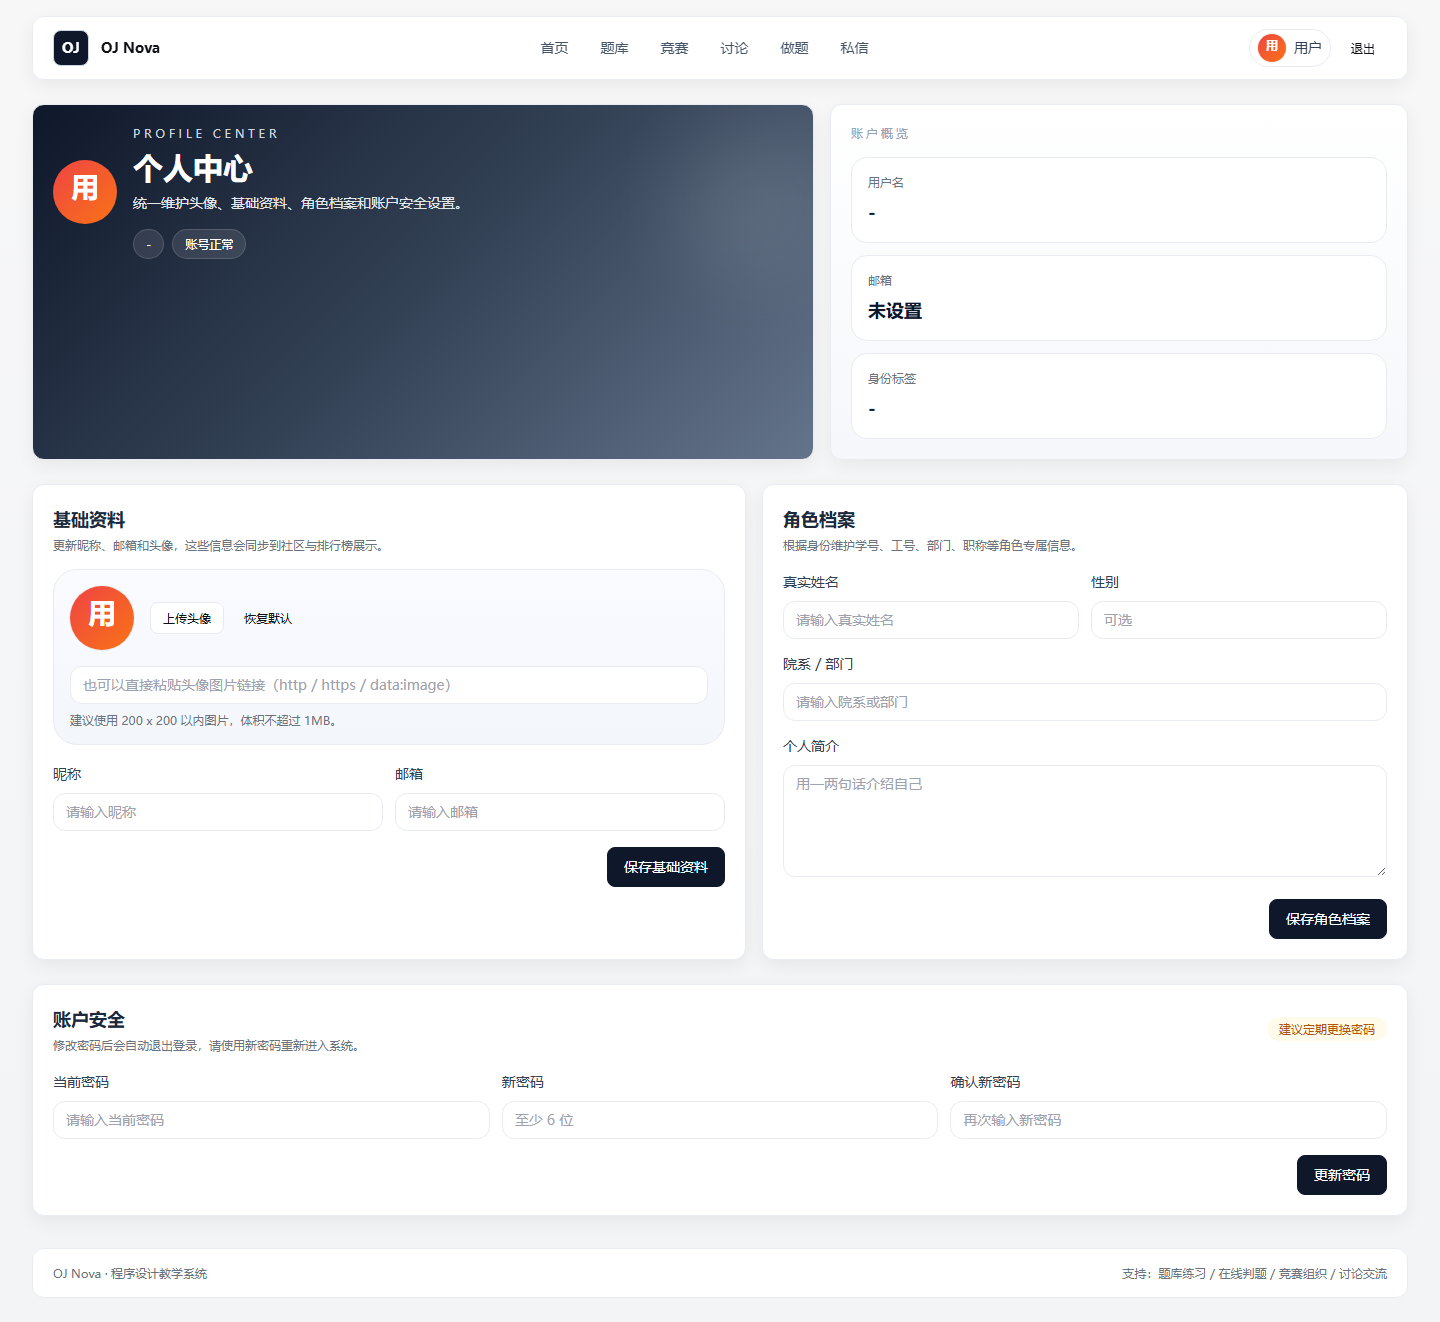 OJ OJ Nova 首页 题库 竞赛 讨论 做题 私信 用 用户 退出
PROFILE CENTER
用 个人中心
统一维护头像、基础资料、角色档案和账户安全设置。
- 账号正常
账户概览
用户名
-
邮箱
未设置
身份标签
-
基础资料
更新昵称、邮箱和头像，这些信息会同步到社区与排行榜展示。
用 上传头像 恢复默认
也可以直接粘贴头像图片链接（http / https / data:image）
建议使用 200 x 200 以内图片，体积不超过 1MB。
昵称 邮箱
请输入昵称 请输入邮箱
保存基础资料
角色档案
根据身份维护学号、工号、部门、职称等角色专属信息。
真实姓名 性别
请输入真实姓名 可选
院系 / 部门
请输入院系或部门
个人简介
用一两句话介绍自己
保存角色档案
账户安全
修改密码后会自动退出登录，请使用新密码重新进入系统。
建议定期更换密码
当前密码 新密码 确认新密码
请输入当前密码 至少 6 位 再次输入新密码
更新密码
OJ Nova · 程序设计教学系统 支持：题库练习 / 在线判题 / 竞赛组织 / 讨论交流